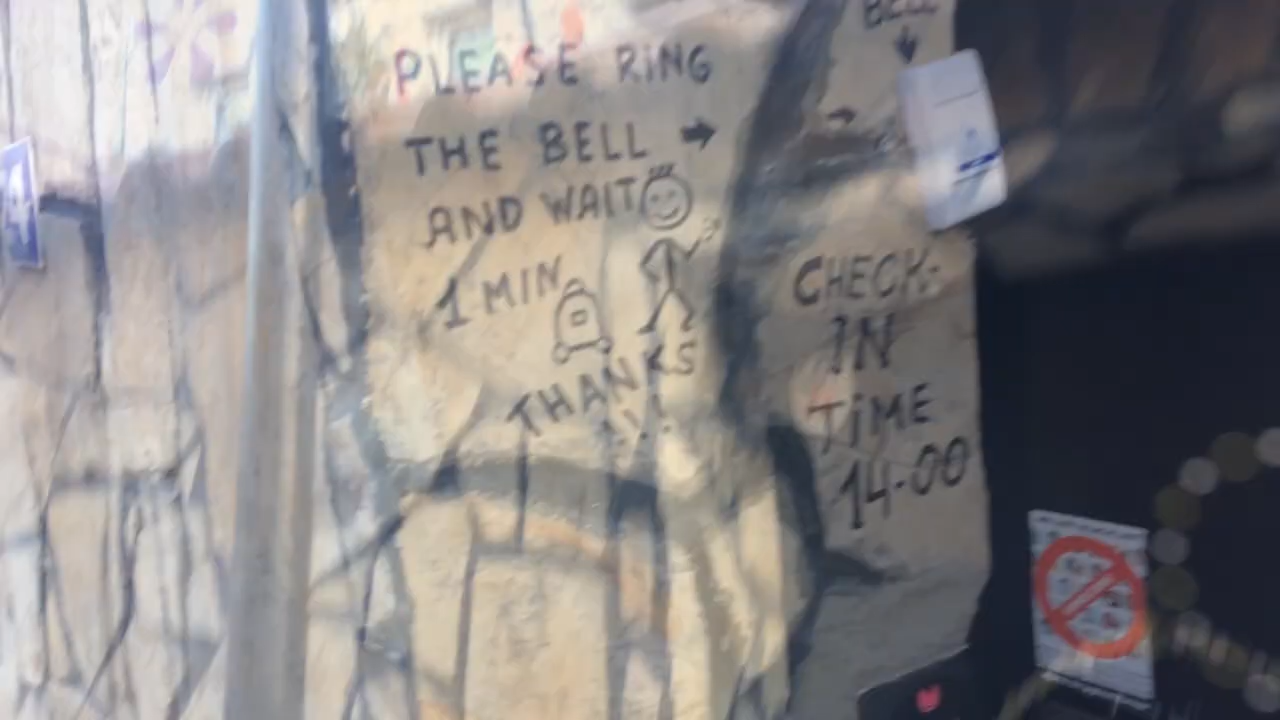 PLEASE RiNG
THE BELL →
AND WAIT
1 MIN
THANKS
!!!
BELL
↓
→
CHECK-
IN
TiME
14-00